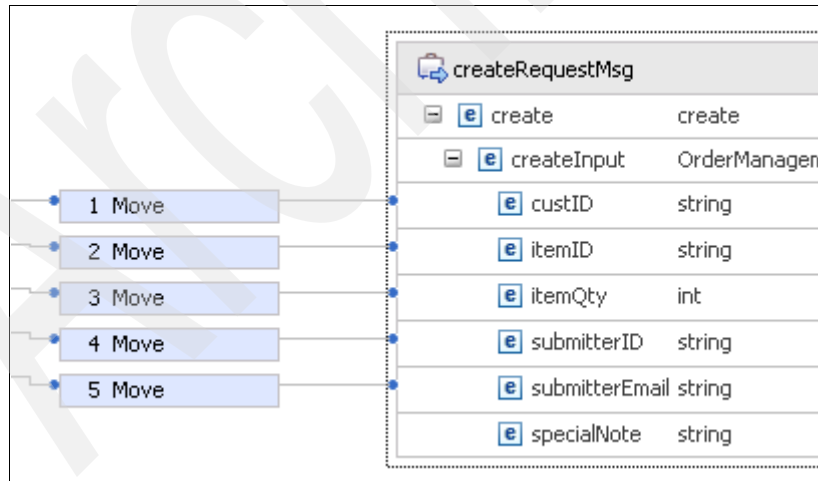 createRequestMsg
e create create
e createInput OrderManagem
1 Move e custID string
2 Move e itemID string
3 Move e itemQty int
4 Move e submitterID string
5 Move e submitterEmail string
e specialNote string